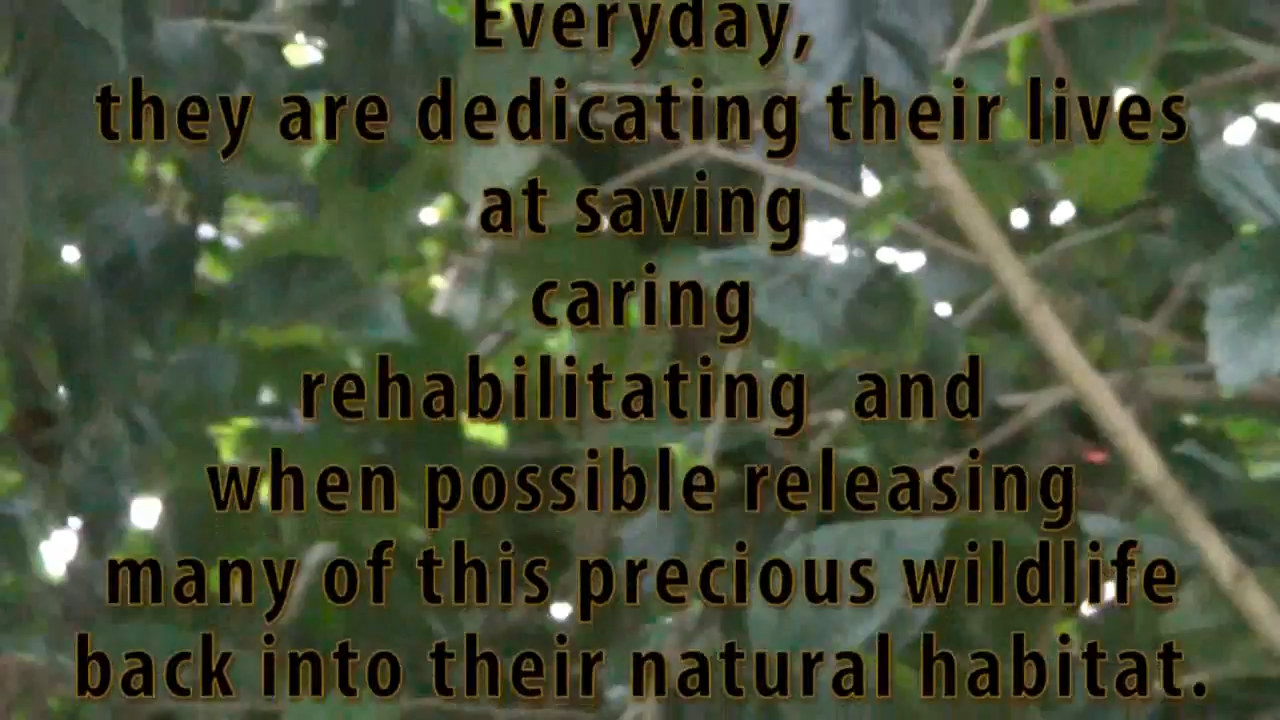 Everyday,
they are dedicating their lives
at saving
caring
rehabilitating and
when possible releasing
many of this precious wildlife
back into their natural habitat.